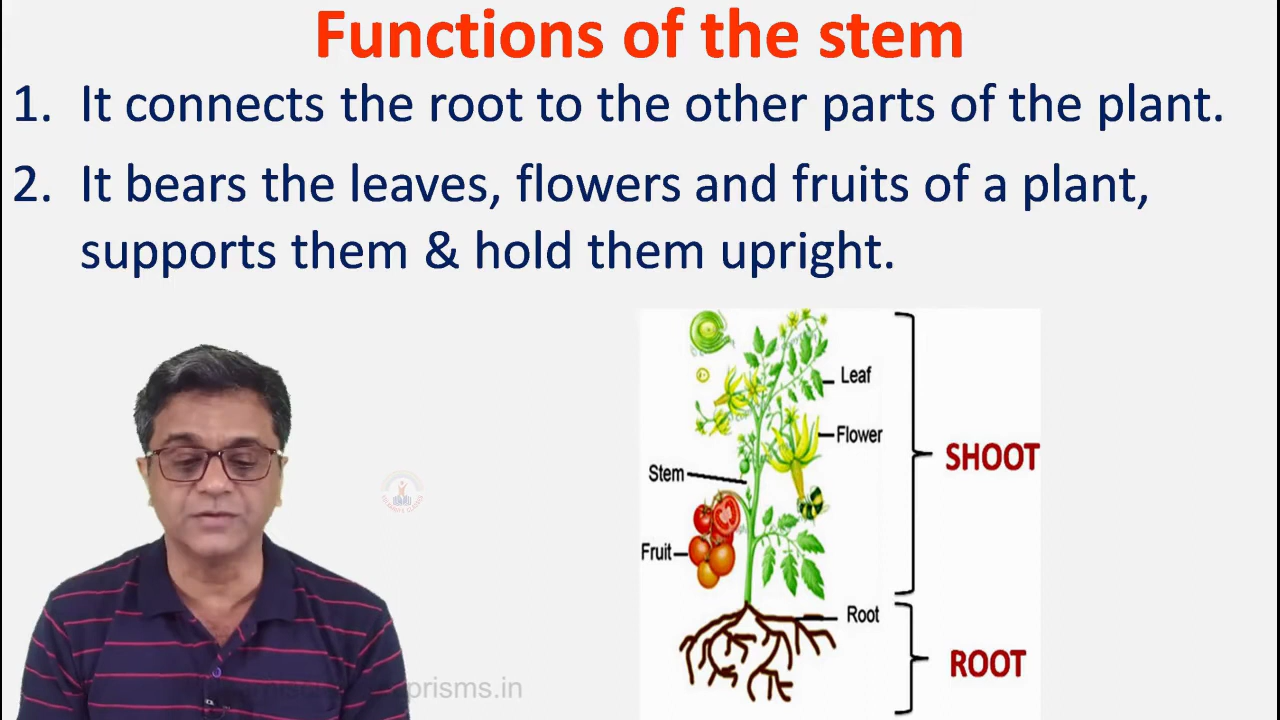 Functions of the stem
1. It connects the root to the other parts of the plant.
2. It bears the leaves, flowers and fruits of a plant,
supports them & hold them upright.
Leaf
Flower
Stem
SHOOT
Fruit
Root
ROOT
prisms.in